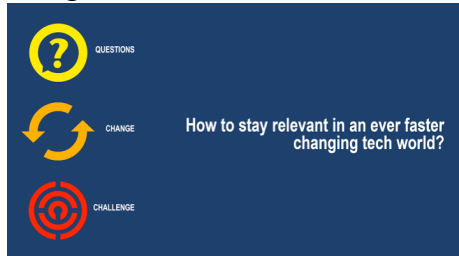 QUESTIONS
CHANGE
How to stay relevant in an ever faster
changing tech world?
CHALLENGE